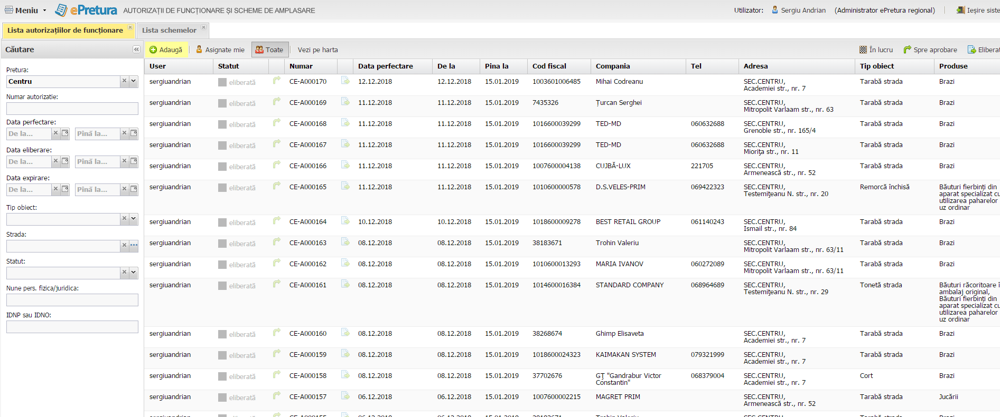 Meniu ePretura AUTORIZAȚII DE FUNCȚIONARE ȘI SCHEME DE AMPLASARE Utilizator: Sergiu Andrian (Administrator ePretura regional) Ieșire siste
Lista autorizațiilor de funcționare Lista schemelor
Căutare Adaugă Asignate mie Toate Vezi pe harta În lucru Spre aprobare Eliberat
Pretura:
Centru
Numar autorizatie:
Data perfectare:
De la... Pînă la...
Data eliberare:
De la... Pînă la...
Data expirare:
De la... Pînă la...
Tip obiect:
Strada:
Statut:
Nune pers. fizica/juridica:
IDNP sau IDNO:
User Statut Numar Data perfectare De la Pina la Cod fiscal Compania Tel Adresa Tip obiect Produse
sergiuandrian eliberată CE-A000170 12.12.2018 12.12.2018 15.01.2019 1003601006485 Mihai Codreanu SEC.CENTRU, Tarabă strada Brazi
Academiei str., nr. 7
sergiuandrian eliberată CE-A000169 11.12.2018 11.12.2018 15.01.2019 7435326 Țurcan Serghei SEC.CENTRU, Tarabă strada Brazi
Mitropolit Varlaam str., nr. 63
sergiuandrian eliberată CE-A000168 11.12.2018 11.12.2018 15.01.2019 1016600039299 TED-MD 060632688 SEC.CENTRU, Tarabă strada Brazi
Grenoble str., nr. 165/4
sergiuandrian eliberată CE-A000167 11.12.2018 11.12.2018 15.01.2019 1016600039299 TED-MD 060632688 SEC.CENTRU, Tarabă strada Brazi
Mioriţa str., nr. 11
sergiuandrian eliberată CE-A000166 11.12.2018 11.12.2018 15.01.2019 1007600004138 CUJBĂ-LUX 221705 SEC.CENTRU, Tarabă strada Brazi
Armenească str., nr. 52
sergiuandrian eliberată CE-A000165 11.12.2018 11.12.2018 15.01.2019 1010600000578 D.S.VELES-PRIM 069422323 SEC.CENTRU, Remorcă închisă Băuturi fierbinți din
Testemiţeanu N. str., nr. 20 aparat specializat cu
utilizarea paharelor
uz ordinar
sergiuandrian eliberată CE-A000164 10.12.2018 10.12.2018 15.01.2019 1018600009278 BEST RETAIL GROUP 061140243 SEC.CENTRU, Tarabă strada Brazi
Ismail str., nr. 84
sergiuandrian eliberată CE-A000163 08.12.2018 08.12.2018 15.01.2019 38183671 Trohin Valeriu SEC.CENTRU, Tarabă strada Brazi
Mitropolit Varlaam str., nr. 63/11
sergiuandrian eliberată CE-A000162 08.12.2018 08.12.2018 15.01.2019 1010600013293 MARIA IVANOV 060272089 SEC.CENTRU, Tarabă strada Brazi
Mitropolit Varlaam str., nr. 63/11
sergiuandrian eliberată CE-A000161 08.12.2018 08.12.2018 15.01.2019 1014600016384 STANDARD COMPANY 068964689 SEC.CENTRU, Tonetă strada Băuturi răcoritoare î
Testemiţeanu N. str., nr. 29 ambalaj original,
Băuturi fierbinți din
aparat specializat cu
utilizarea paharelor
uz ordinar
sergiuandrian eliberată CE-A000160 08.12.2018 08.12.2018 15.01.2019 38268674 Ghimp Elisaveta SEC.CENTRU, Tarabă strada Brazi
Academiei str., nr. 7
sergiuandrian eliberată CE-A000159 08.12.2018 08.12.2018 15.01.2019 1018600024323 KAIMAKAN SYSTEM 079321999 SEC.CENTRU, Tarabă strada Brazi
Academiei str., nr. 7
sergiuandrian eliberată CE-A000158 08.12.2018 08.12.2018 15.01.2019 37702676 GŢ "Gandrabur Victor 068379004 SEC.CENTRU, Cort Brazi
Constantin" Academiei str., nr. 7
sergiuandrian eliberată CE-A000157 06.12.2018 06.12.2018 15.01.2019 1007600002215 MAGRET PRIM SEC.CENTRU, Tarabă strada Jucării
Armenească str., nr. 52